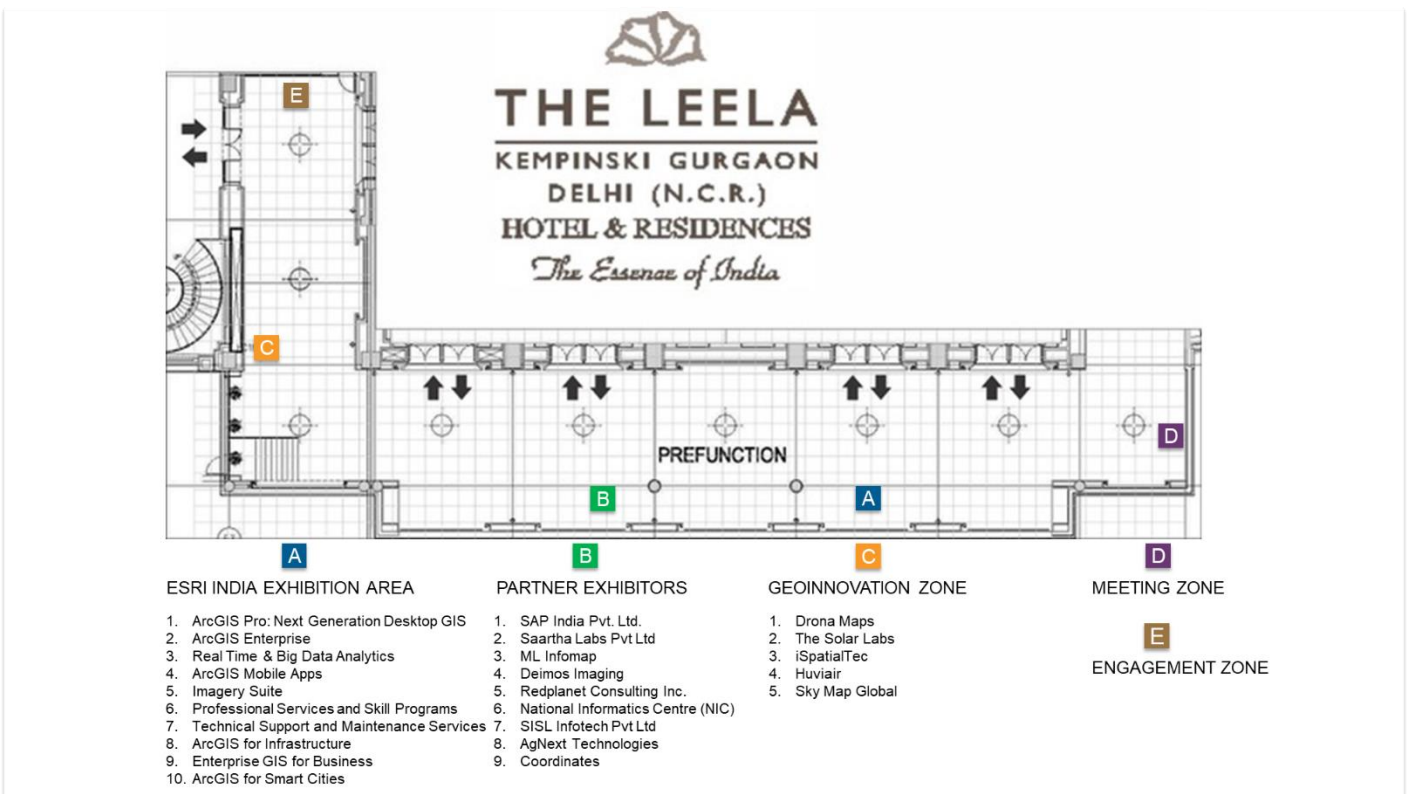 THE LEELA
KEMPINSKI GURGAON
DELHI (N.C.R.)
HOTEL & RESIDENCES
The Essence of India
E
C
D
PREFUNCTION
B
A
A
ESRI INDIA EXHIBITION AREA
1. ArcGIS Pro: Next Generation Desktop GIS
2. ArcGIS Enterprise
3. Real Time & Big Data Analytics
4. ArcGIS Mobile Apps
5. Imagery Suite
6. Professional Services and Skill Programs
7. Technical Support and Maintenance Services
8. ArcGIS for Infrastructure
9. Enterprise GIS for Business
10. ArcGIS for Smart Cities
B
PARTNER EXHIBITORS
1. SAP India Pvt. Ltd.
2. Saartha Labs Pvt Ltd
3. ML Infomap
4. Deimos Imaging
5. Redplanet Consulting Inc.
6. National Informatics Centre (NIC)
7. SISL Infotech Pvt Ltd
8. AgNext Technologies
9. Coordinates
C
GEOINNOVATION ZONE
1. Drona Maps
2. The Solar Labs
3. iSpatialTec
4. Huviair
5. Sky Map Global
D
MEETING ZONE
E
ENGAGEMENT ZONE